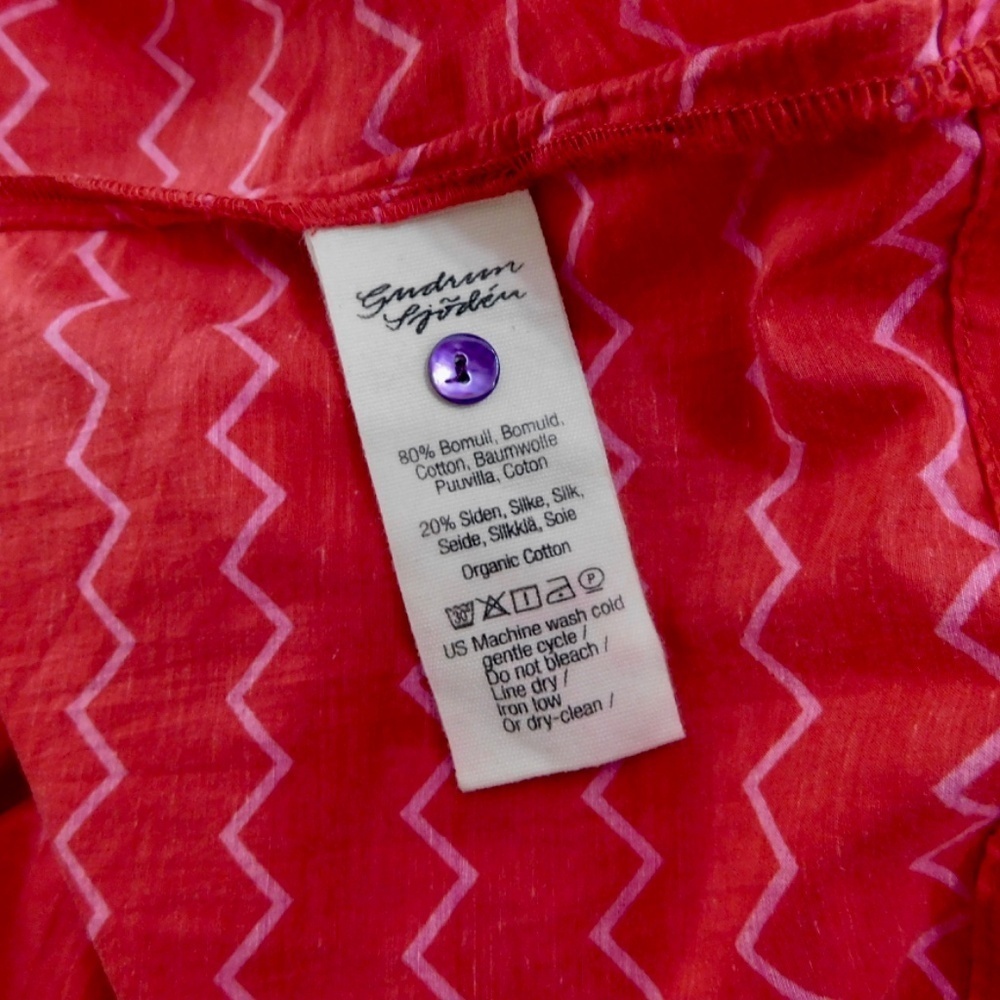 Gudrun
Sjödén
80% Bomull, Bomuld,
Cotton, Baumwolle
Puuvilla, Coton
20% Siden, Silke, Silk,
Seide, Silkkiä, Soie
Organic Cotton
30° P
US Machine wash cold
gentle cycle /
Do not bleach /
Line dry /
Iron low
Or dry-clean /